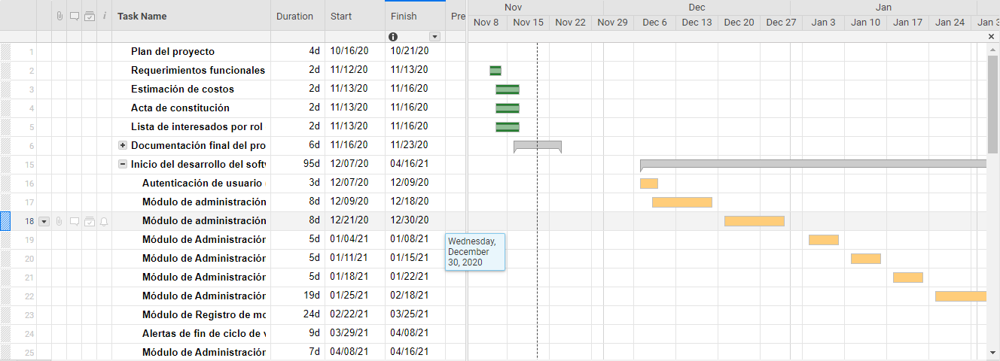 Nov Dec Jan
Task Name Duration Start Finish Pre Nov 8 Nov 15 Nov 22 Nov 29 Dec 6 Dec 13 Dec 20 Dec 27 Jan 3 Jan 10 Jan 17 Jan 24 Jan 3
1 Plan del proyecto 4d 10/16/20 10/21/20
2 Requerimientos funcionales 2d 11/12/20 11/13/20
3 Estimación de costos 2d 11/13/20 11/16/20
4 Acta de constitución 2d 11/13/20 11/16/20
5 Lista de interesados por rol 2d 11/13/20 11/16/20
6 Documentación final del pro 6d 11/16/20 11/23/20
15 Inicio del desarrollo del soft 95d 12/07/20 04/16/21
16 Autenticación de usuario 3d 12/07/20 12/09/20
17 Módulo de administración 8d 12/09/20 12/18/20
18 Módulo de administración 8d 12/21/20 12/30/20
19 Módulo de Administración 5d 01/04/21 01/08/21
Wednesday,
December
30, 2020
20 Módulo de Administración 5d 01/11/21 01/15/21
21 Módulo de Administración 5d 01/18/21 01/22/21
22 Módulo de Administración 19d 01/25/21 02/18/21
23 Módulo de Registro de mo 24d 02/22/21 03/25/21
24 Alertas de fin de ciclo de v 9d 03/29/21 04/08/21
25 Módulo de Administración 7d 04/08/21 04/16/21